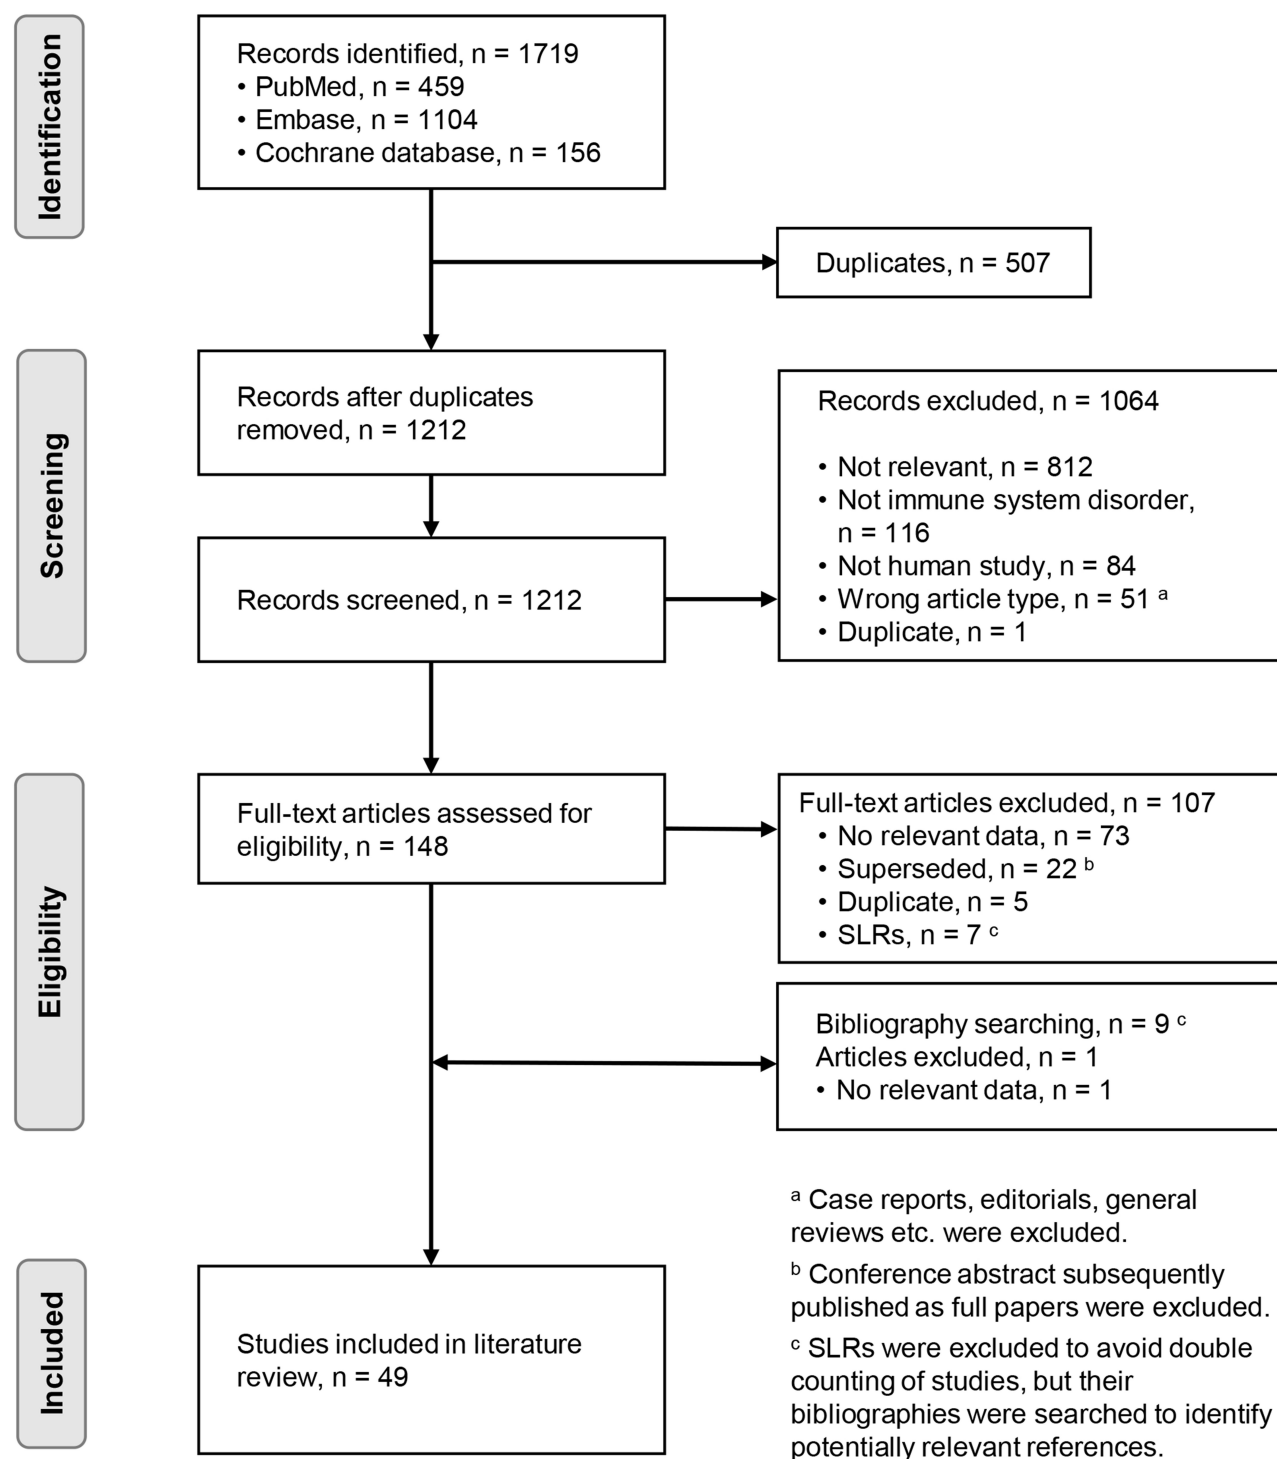 Identification
Records identified, n = 1719
• PubMed, n = 459
• Embase, n = 1104
• Cochrane database, n = 156
Duplicates, n = 507
Screening
Records after duplicates
removed, n = 1212
Records screened, n = 1212
Records excluded, n = 1064
• Not relevant, n = 812
• Not immune system disorder,
n = 116
• Not human study, n = 84
• Wrong article type, n = 51 a
• Duplicate, n = 1
Eligibility
Full-text articles assessed for
eligibility, n = 148
Full-text articles excluded, n = 107
• No relevant data, n = 73
• Superseded, n = 22 b
• Duplicate, n = 5
• SLRs, n = 7 c
Bibliography searching, n = 9 c
Articles excluded, n = 1
• No relevant data, n = 1
Included
Studies included in literature
review, n = 49
a Case reports, editorials, general
reviews etc. were excluded.
b Conference abstract subsequently
published as full papers were excluded.
c SLRs were excluded to avoid double
counting of studies, but their
bibliographies were searched to identify
potentially relevant references.